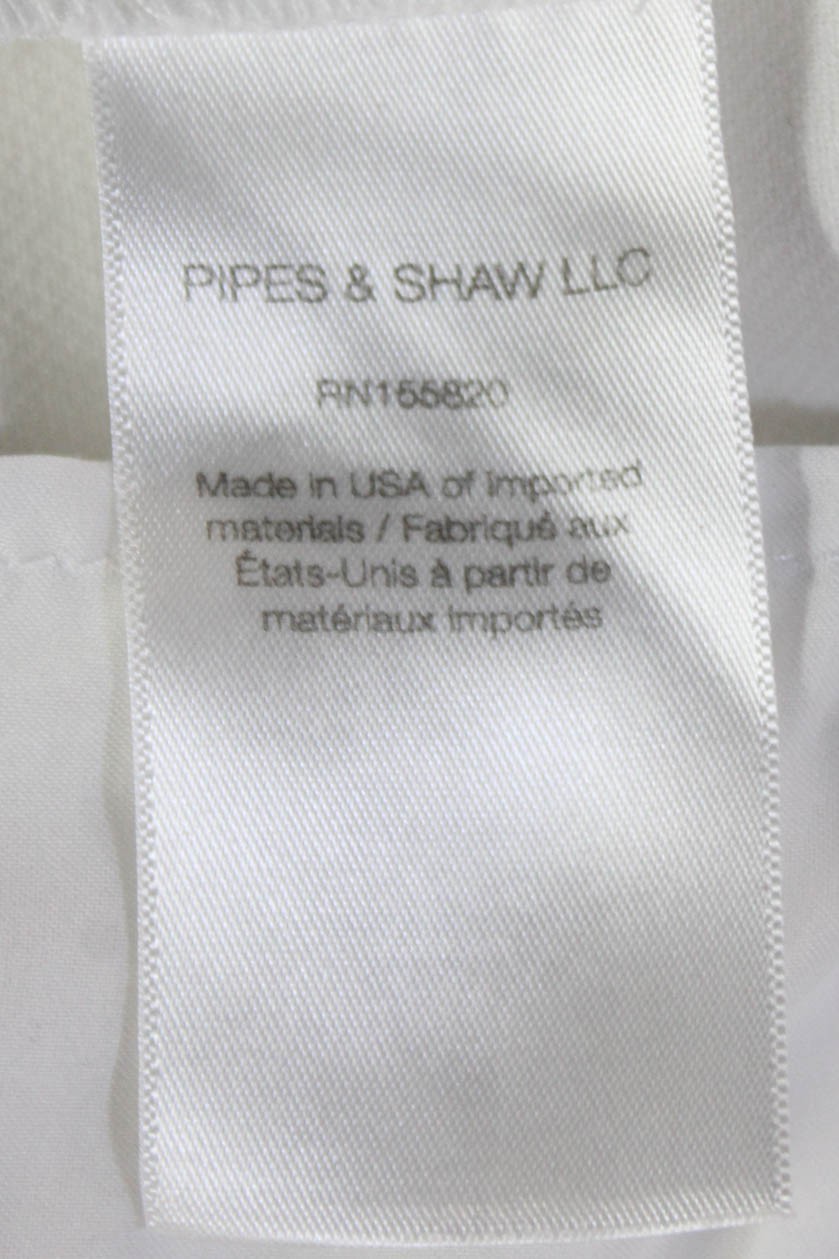 PIPES & SHAW LLC
RN155820
Made in USA of imported
materials / Fabriqué aux
États-Unis à partir de
matériaux importés